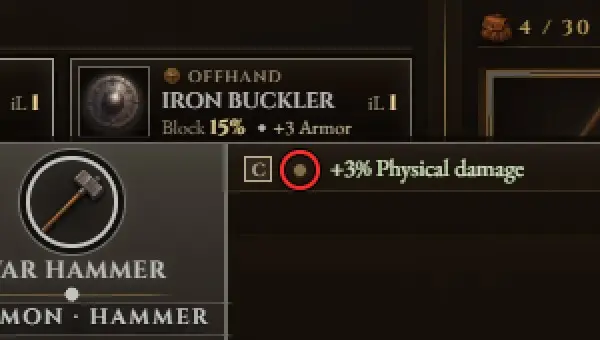 4 / 30
OFFHAND
IRON BUCKLER
iL 1
iL 1
Block 15% • +3 Armor
C • +3% Physical damage
WAR HAMMER
MON · HAMMER